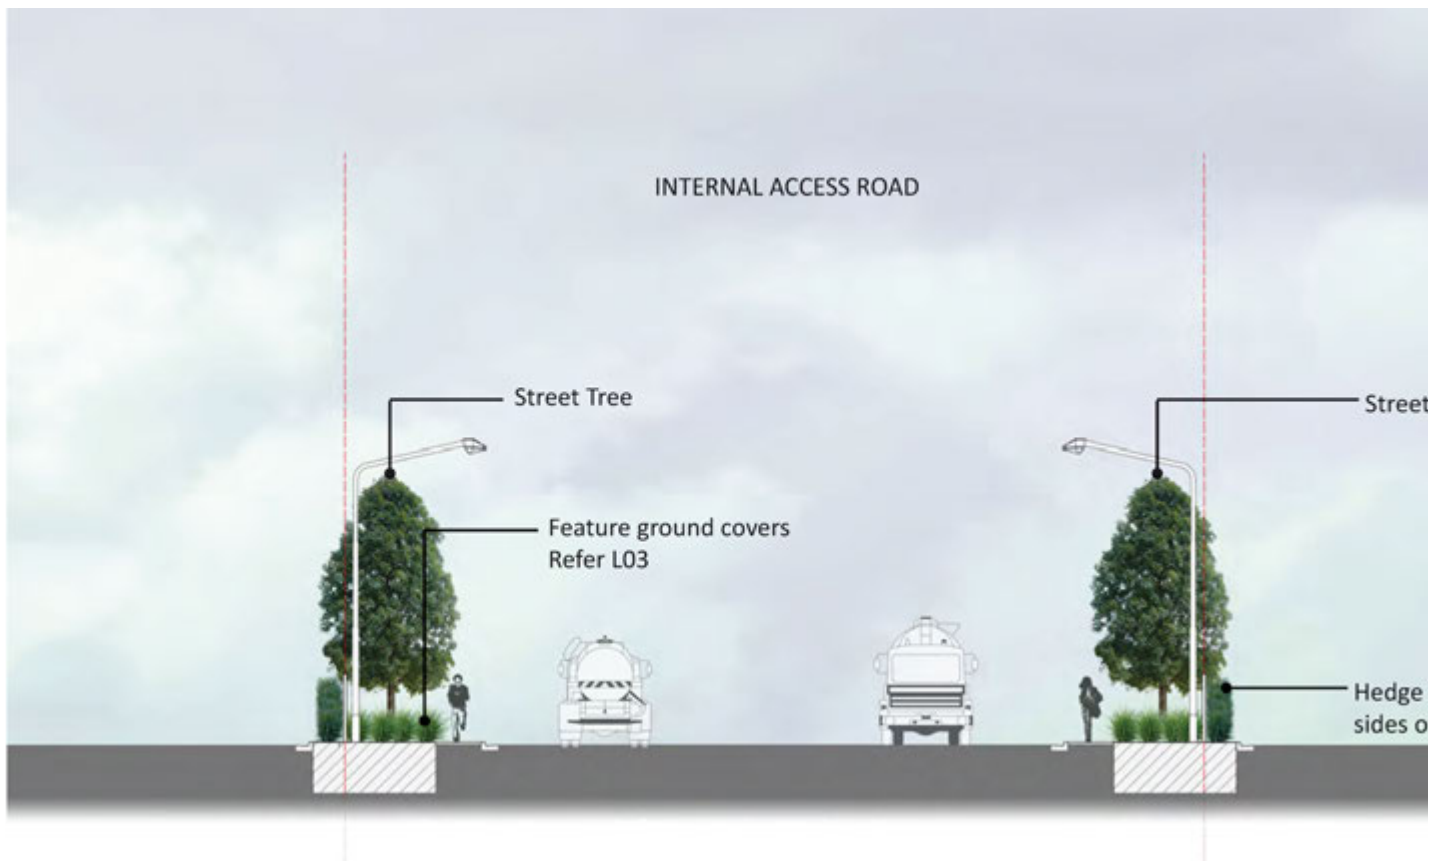 INTERNAL ACCESS ROAD
Street Tree
Street
Feature ground covers
Refer L03
Hedge
sides o